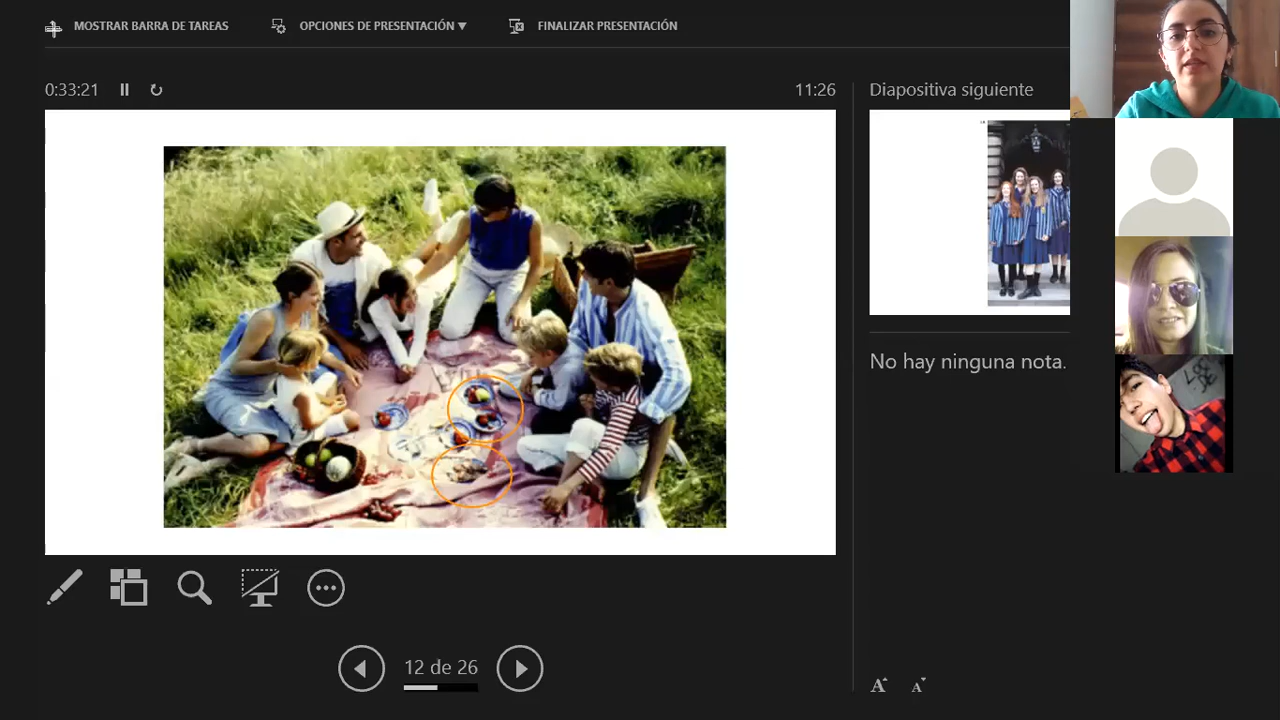 MOSTRAR BARRA DE TAREAS OPCIONES DE PRESENTACIÓN ▼ FINALIZAR PRESENTACIÓN
0:33:21 11:26 Diapositiva siguiente
No hay ninguna nota.
12 de 26
A A